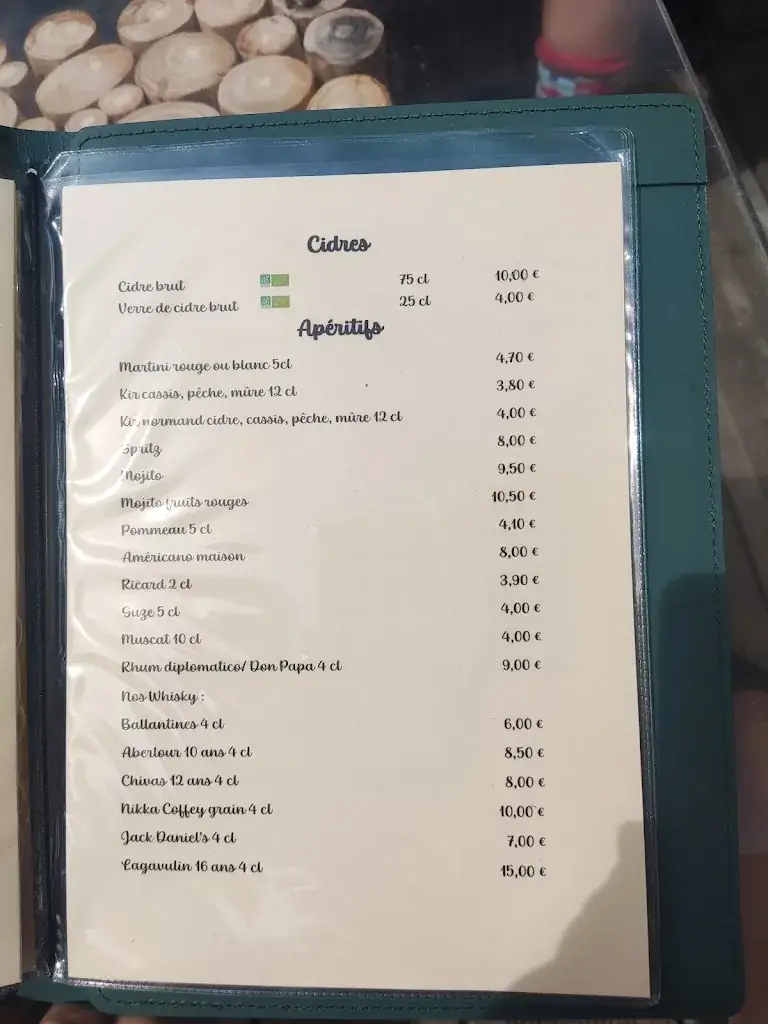 Cidres
Cidre brut 75 cl 10,00 €
Verre de cidre brut 25 cl 4,00 €
Apéritifs
Martini rouge ou blanc 5cl 4,70 €
Kir cassis, pêche, mûre 12 cl 3,80 €
Kir normand cidre, cassis, pêche, mûre 12 cl 4,00 €
Spritz 8,00 €
Mojito 9,50 €
Mojito fruits rouges 10,50 €
Pommeau 5 cl 4,10 €
Américano maison 8,00 €
Ricard 2 cl 3,90 €
Suze 5 cl 4,00 €
Muscat 10 cl 4,00 €
Rhum diplomatico/ Don Papa 4 cl 9,00 €
Nos Whisky :
Ballantines 4 cl 6,00 €
Aberlour 10 ans 4 cl 8,50 €
Chivas 12 ans 4 cl 8,00 €
Nikka Coffey grain 4 cl 10,00 €
Jack Daniel's 4 cl 7,00 €
Lagavulin 16 ans 4 cl 15,00 €